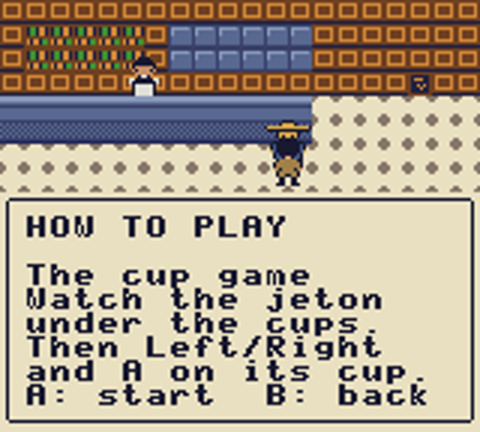 HOW TO PLAY
The cup game
Watch the jeton
under the cups.
Then Left/Right
and A on its cup.
A: start B: back